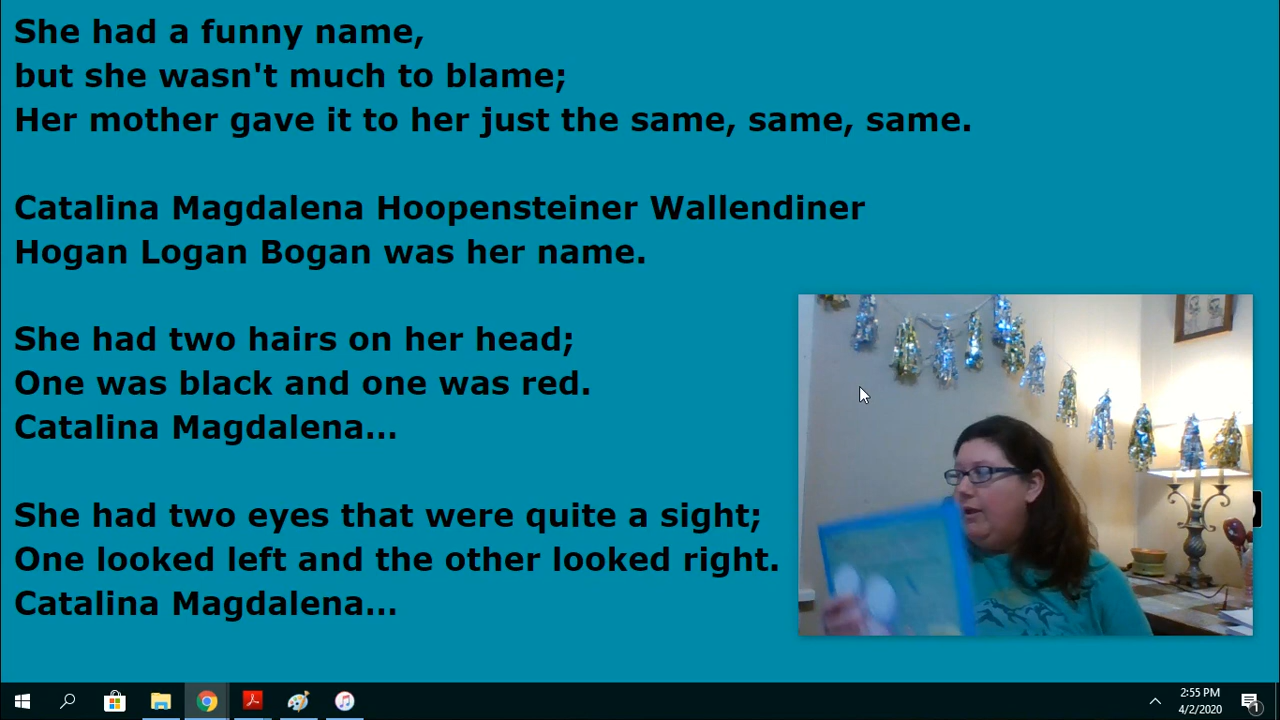 She had a funny name,
but she wasn't much to blame;
Her mother gave it to her just the same, same, same.
Catalina Magdalena Hoopensteiner Wallendiner
Hogan Logan Bogan was her name.
She had two hairs on her head;
One was black and one was red.
Catalina Magdalena...
She had two eyes that were quite a sight;
One looked left and the other looked right.
Catalina Magdalena...
2:55 PM
4/2/2020
1